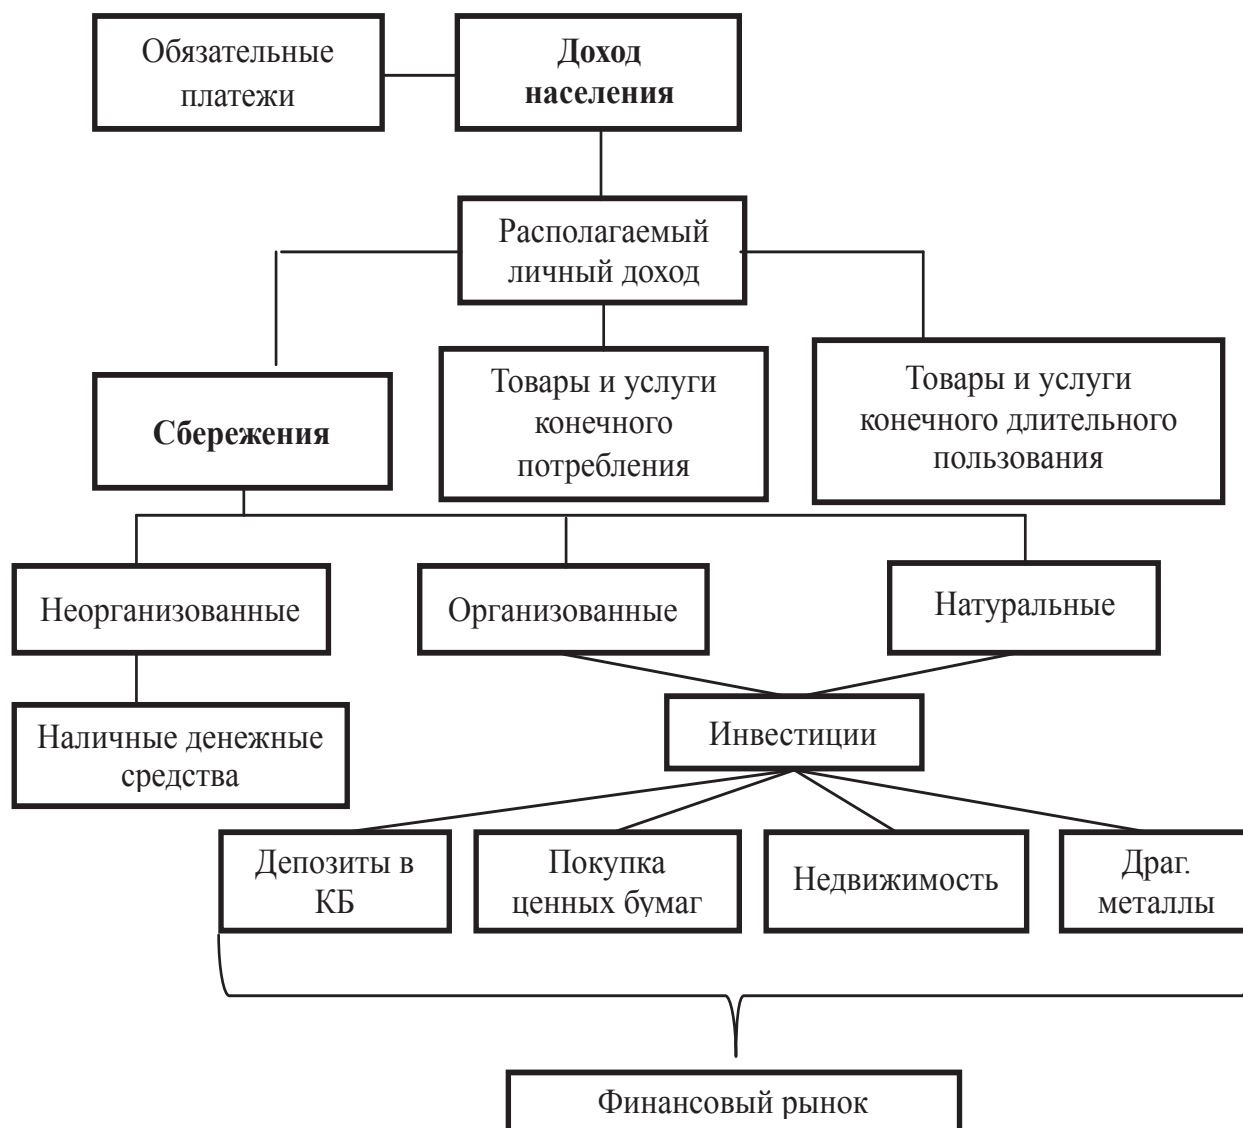 Обязательные
платежи
Доход
населения
Располагаемый
личный доход
Сбережения
Товары и услуги
конечного
потребления
Товары и услуги
конечного длительного
пользования
Неорганизованные
Организованные
Натуральные
Наличные денежные
средства
Инвестиции
Депозиты в
КБ
Покупка
ценных бумаг
Недвижимость
Драг.
металлы
Финансовый рынок